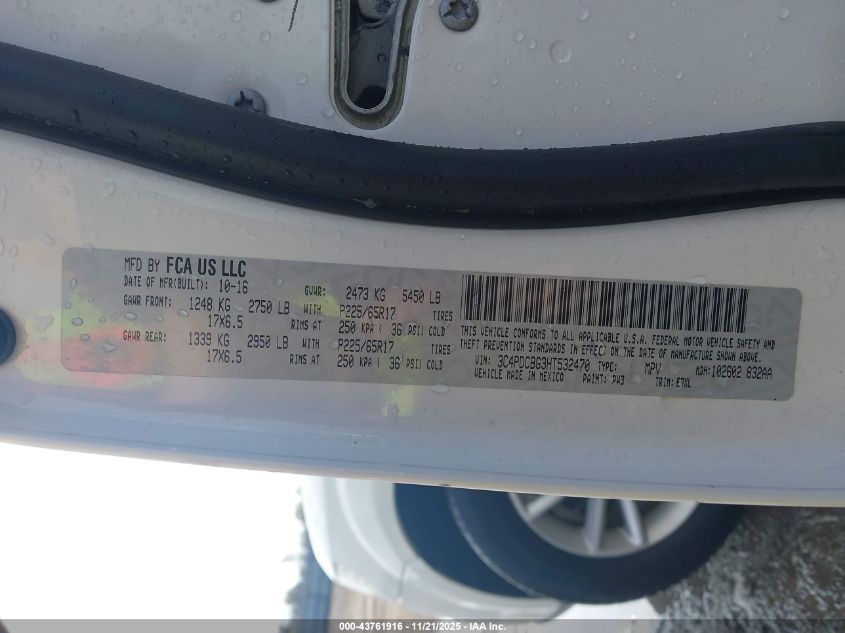 MFD BY FCA US LLC
DATE OF MFR(BUILT): 10-16 GVWR: 2473 KG 5450 LB
GAWR FRONT: 1248 KG - 2750 LB WITH P225/65R17 TIRES
17X6.5 RIMS AT 250 KPA ( 36 PSI) COLD
GAWR REAR: 1339 KG - 2950 LB WITH P225/65R17 TIRES
17X6.5 RIMS AT 250 KPA ( 36 PSI) COLD
THIS VEHICLE CONFORMS TO ALL APPLICABLE U.S.A. FEDERAL MOTOR VEHICLE SAFETY AND
THEFT PREVENTION STANDARDS IN EFFECT ON THE DATE OF MANUFACTURE SHOWN ABOVE.
VIN: 3C4PDCBG3HT532470 TYPE: MPV MDH:102602 832AA
VEHICLE MADE IN MEXICO PAINT: PW3 TRIM: E7XL
000-43761916 - 11/21/2025 - IAA Inc.